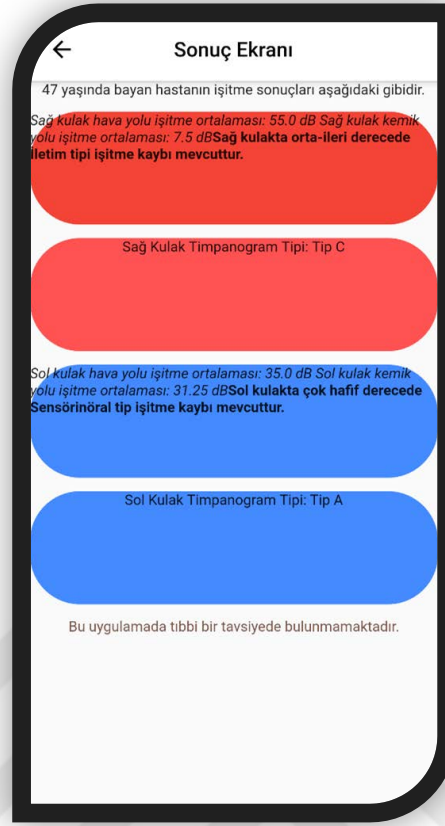 Sonuç Ekranı
47 yaşında bayan hastanın işitme sonuçları aşağıdaki gibidir.
Sağ kulak hava yolu işitme ortalaması: 55.0 dB Sağ kulak kemik
yolu işitme ortalaması: 7.5 dBSağ kulakta orta-ileri derecede
İletim tipi işitme kaybı mevcuttur.
Sağ Kulak Timpanogram Tipi: Tip C
Sol kulak hava yolu işitme ortalaması: 35.0 dB Sol kulak kemik
yolu işitme ortalaması: 31.25 dBSol kulakta çok hafif derecede
Sensörinöral tip işitme kaybı mevcuttur.
Sol Kulak Timpanogram Tipi: Tip A
Bu uygulamada tıbbi bir tavsiyede bulunmamaktadır.